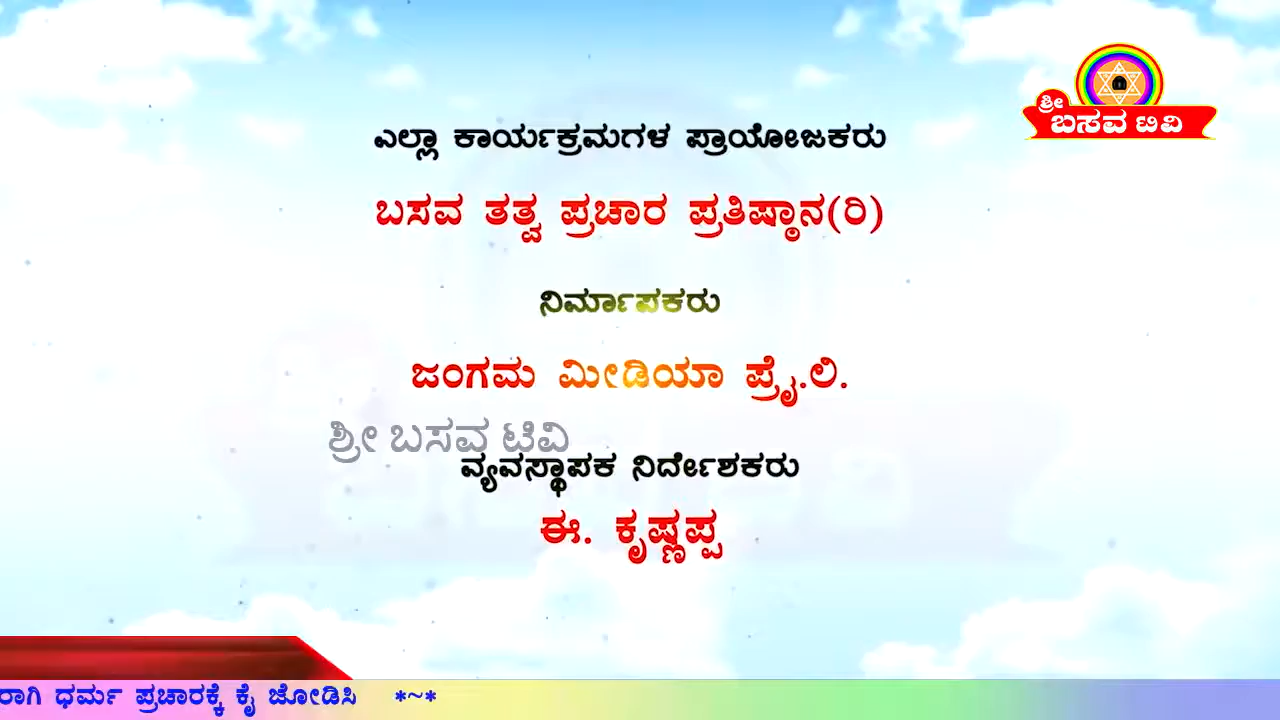 ಶ್ರೀ
ಬಸವ ಟಿವಿ
ಎಲ್ಲಾ ಕಾರ್ಯಕ್ರಮಗಳ ಪ್ರಾಯೋಜಕರು
ಬಸವ ತತ್ವ ಪ್ರಚಾರ ಪ್ರತಿಷ್ಠಾನ(ರಿ)
ನಿರ್ಮಾಪಕರು
ಜಂಗಮ ಮೀಡಿಯಾ ಪ್ರೈ.ಲಿ.
ಶ್ರೀ ಬಸವ ಟಿವಿ
ವ್ಯವಸ್ಥಾಪಕ ನಿರ್ದೇಶಕರು
ಈ. ಕೃಷ್ಣಪ್ಪ
ರಾಗಿ ಧರ್ಮ ಪ್ರಚಾರಕ್ಕೆ ಕೈ ಜೋಡಿಸಿ *~*